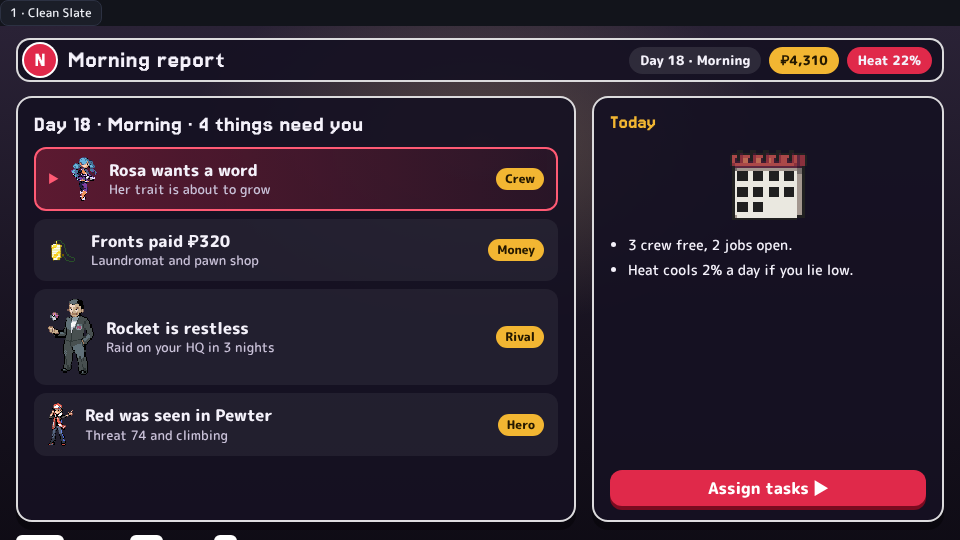 1 · Clean Slate
N
Morning report
Day 18 · Morning
₽4,310
Heat 22%
Day 18 · Morning · 4 things need you
Rosa wants a word
Her trait is about to grow
Crew
Fronts paid ₽320
Laundromat and pawn shop
Money
Rocket is restless
Raid on your HQ in 3 nights
Rival
Red was seen in Pewter
Threat 74 and climbing
Hero
Today
• 3 crew free, 2 jobs open.
• Heat cools 2% a day if you lie low.
Assign tasks ▶